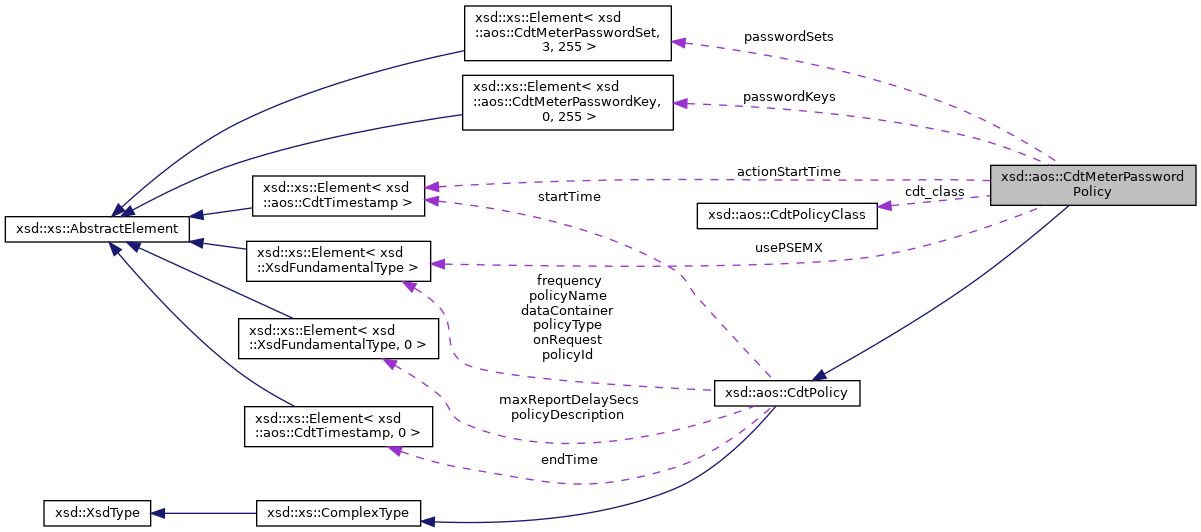 xsd::xs::Element< xsd
::aos::CdtMeterPasswordSet,
3, 255 >
passwordSets
xsd::xs::Element< xsd
::aos::CdtMeterPasswordKey,
0, 255 >
passwordKeys
xsd::aos::CdtMeterPassword
Policy
actionStartTime
xsd::xs::Element< xsd
::aos::CdtTimestamp >
startTime
cdt_class
xsd::aos::CdtPolicyClass
xsd::xs::AbstractElement
usePSEMX
xsd::xs::Element< xsd
::XsdFundamentalType >
frequency
policyName
dataContainer
policyType
onRequest
policyId
xsd::xs::Element< xsd
::XsdFundamentalType, 0 >
xsd::aos::CdtPolicy
maxReportDelaySecs
policyDescription
xsd::xs::Element< xsd
::aos::CdtTimestamp, 0 >
endTime
xsd::XsdType
xsd::xs::ComplexType